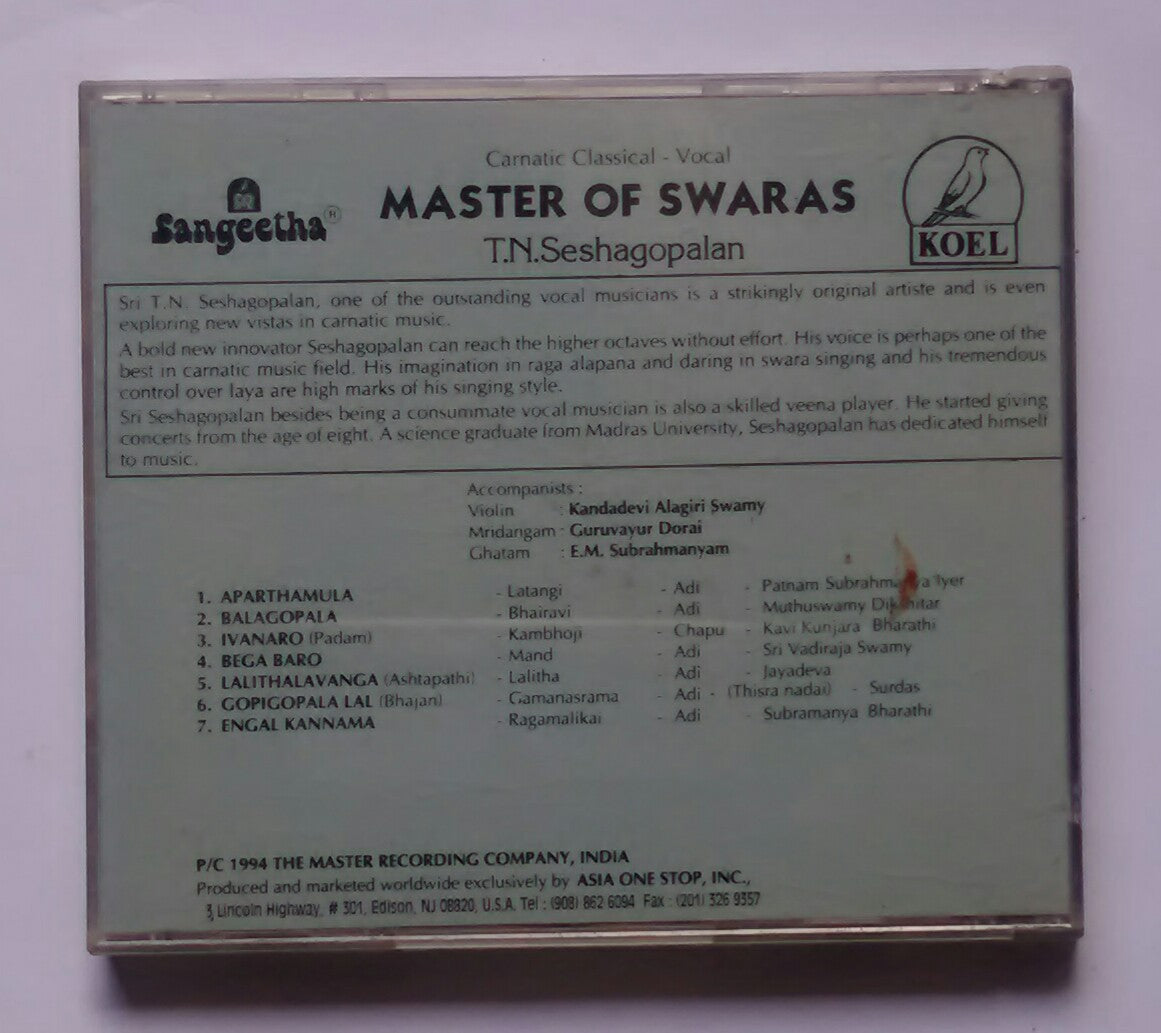 Carnatic Classical - Vocal
Sangeetha ®
MASTER OF SWARAS
T.N.Seshagopalan
KOEL
Sri T.N. Seshagopalan, one of the outstanding vocal musicians is a strikingly original artiste and is even
exploring new vistas in carnatic music.
A bold new innovator Seshagopalan can reach the higher octaves without effort. His voice is perhaps one of the
best in carnatic music field. His imagination in raga alapana and daring in swara singing and his tremendous
control over laya are high marks of his singing style.
Sri Seshagopalan besides being a consummate vocal musician is also a skilled veena player. He started giving
concerts from the age of eight. A science graduate from Madras University, Seshagopalan has dedicated himself
to music.
Accompanists :
Violin : Kandadevi Alagiri Swamy
Mridangam : Guruvayur Dorai
Ghatam : E.M. Subrahmanyam
1. APARTHAMULA - Latangi - Adi - Patnam Iyer
2. BALAGOPALA - Bhairavi - Adi - Muthuswamy
3. IVANARO (Padam) - Kambhoji - Chapu - Kavi Kunjara Bharathi
4. BEGA BARO - Mand - Adi - Sri Vadiraja Swamy
5. LALITHALAVANGA (Ashtapathi) - Lalitha - Adi - Jayadeva
6. GOPIGOPALA LAL (Bhajan) - Gamanasrama - Adi - (Thisra nadai) - Surdas
7. ENGAL KANNAMA - Ragamalikai - Adi - Subramanya Bharathi
P/C 1994 THE MASTER RECORDING COMPANY, INDIA
Produced and marketed worldwide exclusively by ASIA ONE STOP, INC.,
3, Lincoln Highway, # 301, Edison, NJ 08820, U.S.A. Tel : (908) 862 6094 Fax : (201) 326 9357